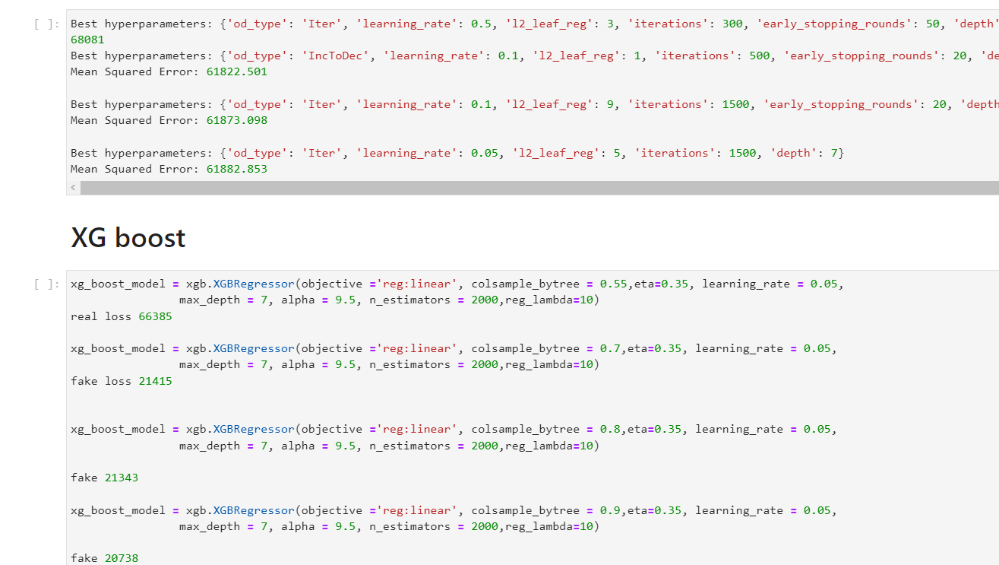 [ ]: Best hyperparameters: {'od_type': 'Iter', 'learning_rate': 0.5, 'l2_leaf_reg': 3, 'iterations': 300, 'early_stopping_rounds': 50, 'depth'
68081
Best hyperparameters: {'od_type': 'IncToDec', 'learning_rate': 0.1, 'l2_leaf_reg': 1, 'iterations': 500, 'early_stopping_rounds': 20, 'de
Mean Squared Error: 61822.501
Best hyperparameters: {'od_type': 'Iter', 'learning_rate': 0.1, 'l2_leaf_reg': 9, 'iterations': 1500, 'early_stopping_rounds': 20, 'depth
Mean Squared Error: 61873.098
Best hyperparameters: {'od_type': 'Iter', 'learning_rate': 0.05, 'l2_leaf_reg': 5, 'iterations': 1500, 'depth': 7}
Mean Squared Error: 61882.853
XG boost
[ ]: xg_boost_model = xgb.XGBRegressor(objective ='reg:linear', colsample_bytree = 0.55,eta=0.35, learning_rate = 0.05,
max_depth = 7, alpha = 9.5, n_estimators = 2000,reg_lambda=10)
real loss 66385
xg_boost_model = xgb.XGBRegressor(objective ='reg:linear', colsample_bytree = 0.7,eta=0.35, learning_rate = 0.05,
max_depth = 7, alpha = 9.5, n_estimators = 2000,reg_lambda=10)
fake loss 21415
xg_boost_model = xgb.XGBRegressor(objective ='reg:linear', colsample_bytree = 0.8,eta=0.35, learning_rate = 0.05,
max_depth = 7, alpha = 9.5, n_estimators = 2000,reg_lambda=10)
fake 21343
xg_boost_model = xgb.XGBRegressor(objective ='reg:linear', colsample_bytree = 0.9,eta=0.35, learning_rate = 0.05,
max_depth = 7, alpha = 9.5, n_estimators = 2000,reg_lambda=10)
fake 20738